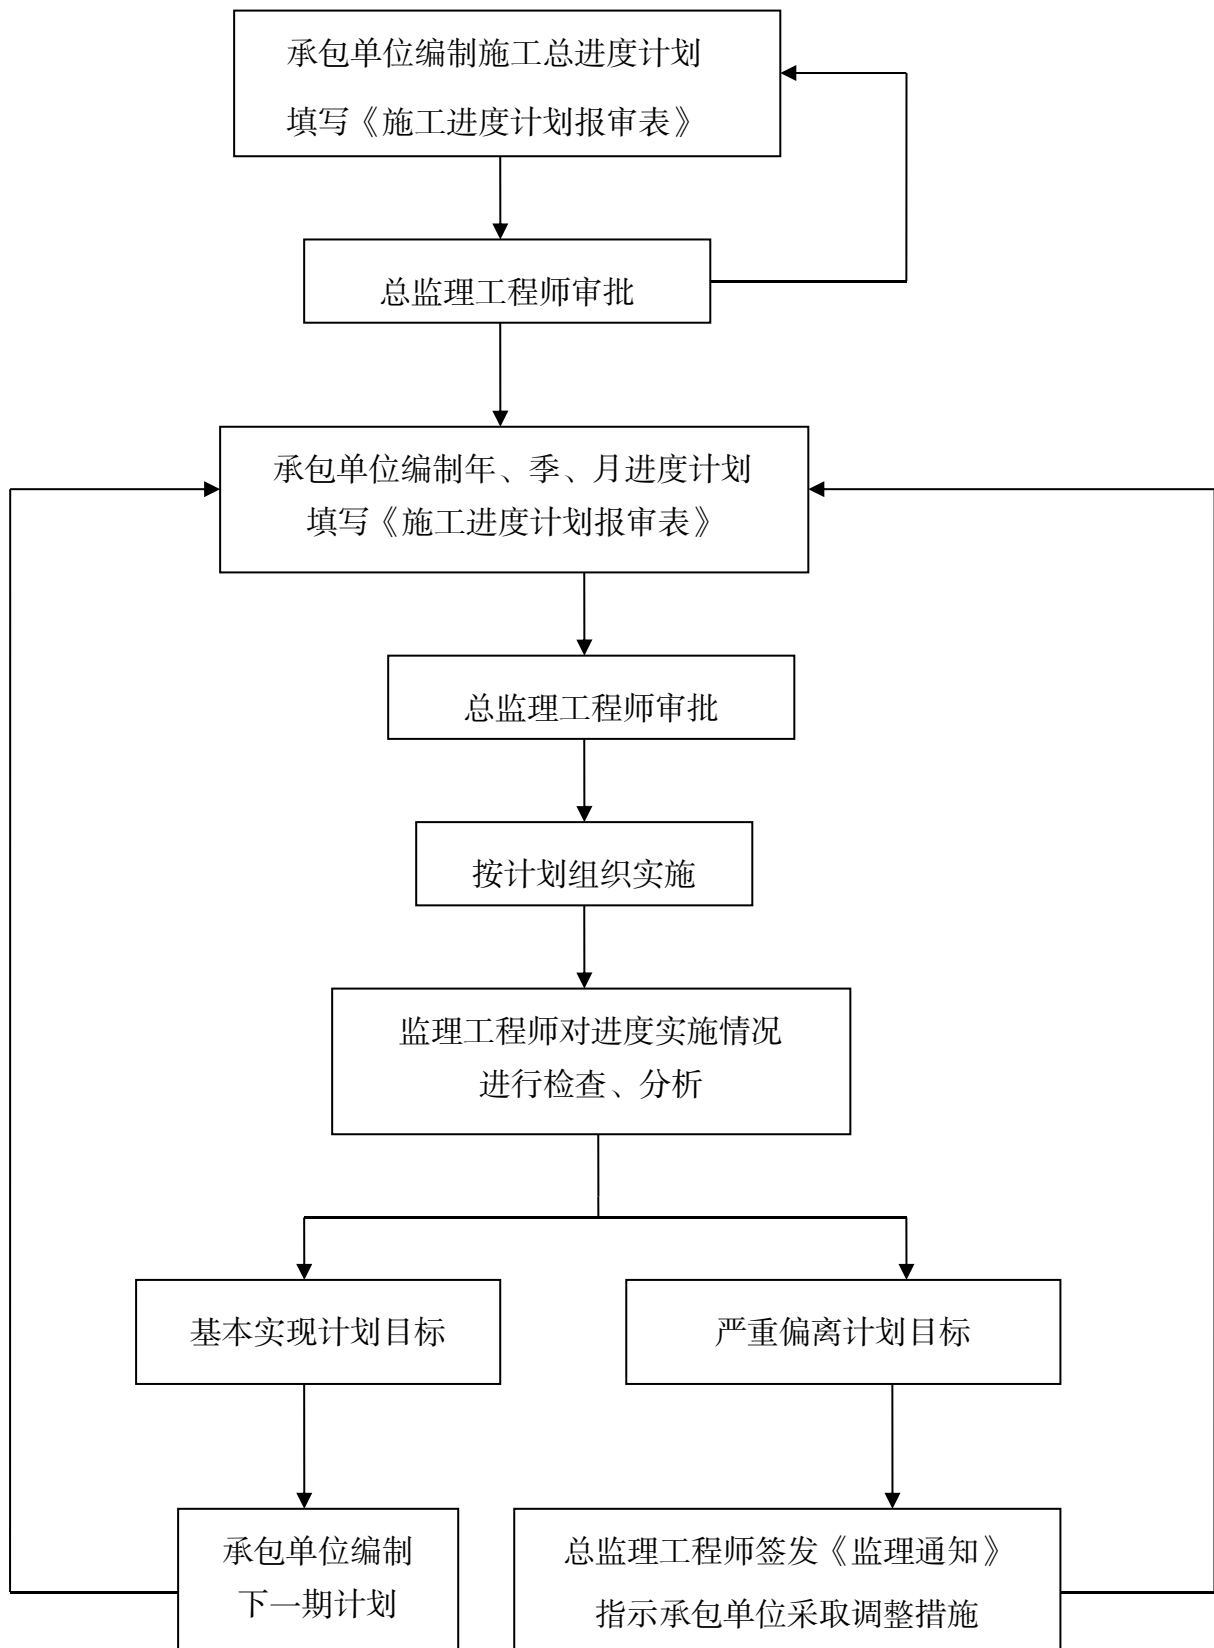 承包单位编制施工总进度计划
填写《施工进度计划报审表》
总监理工程师审批
承包单位编制年、季、月进度计划
填写《施工进度计划报审表》
总监理工程师审批
按计划组织实施
监理工程师对进度实施情况
进行检查、分析
基本实现计划目标
严重偏离计划目标
承包单位编制
下一期计划
总监理工程师签发《监理通知》
指示承包单位采取调整措施